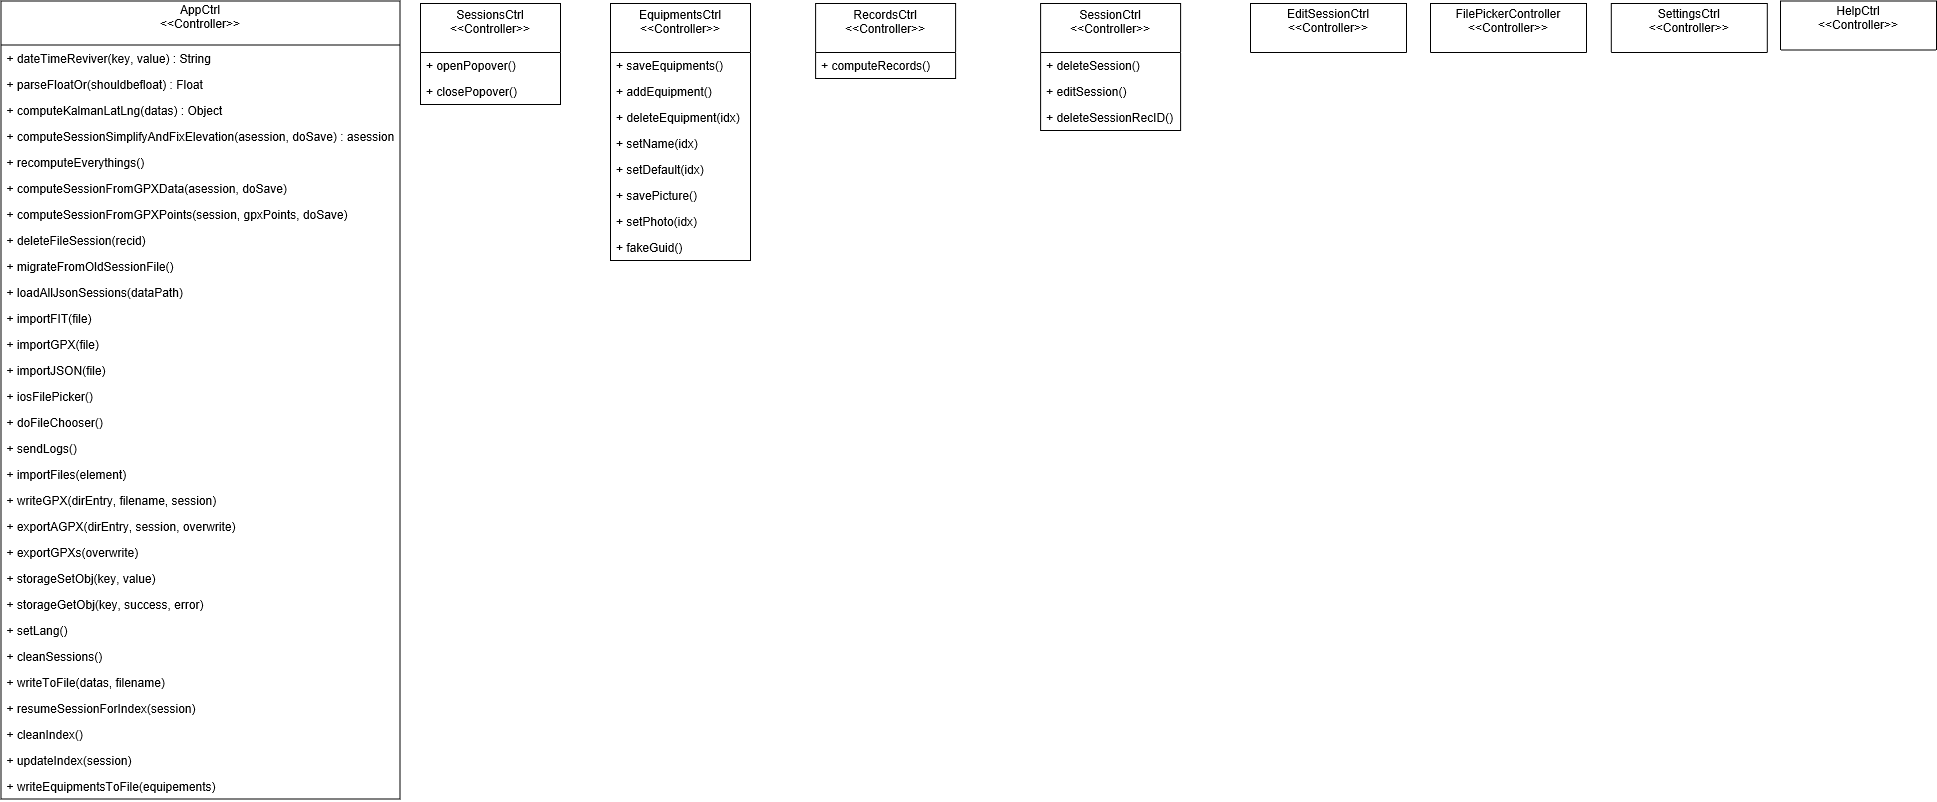 AppCtrl
<<Controller>>
+ dateTimeReviver(key, value) : String
+ parseFloatOr(shouldbefloat) : Float
+ computeKalmanLatLng(datas) : Object
+ computeSessionSimplifyAndFixElevation(asession, doSave) : asession
+ recomputeEverythings()
+ computeSessionFromGPXData(asession, doSave)
+ computeSessionFromGPXPoints(session, gpxPoints, doSave)
+ deleteFileSession(recid)
+ migrateFromOldSessionFile()
+ loadAllJsonSessions(dataPath)
+ importFIT(file)
+ importGPX(file)
+ importJSON(file)
+ iosFilePicker()
+ doFileChooser()
+ sendLogs()
+ importFiles(element)
+ writeGPX(dirEntry, filename, session)
+ exportAGPX(dirEntry, session, overwrite)
+ exportGPXs(overwrite)
+ storageSetObj(key, value)
+ storageGetObj(key, success, error)
+ setLang()
+ cleanSessions()
+ writeToFile(datas, filename)
+ resumeSessionForIndex(session)
+ cleanIndex()
+ updateIndex(session)
+ writeEquipmentsToFile(equipements)
SessionsCtrl
<<Controller>>
+ openPopover()
+ closePopover()
EquipmentsCtrl
<<Controller>>
+ saveEquipments()
+ addEquipment()
+ deleteEquipment(idx)
+ setName(idx)
+ setDefault(idx)
+ savePicture()
+ setPhoto(idx)
+ fakeGuid()
RecordsCtrl
<<Controller>>
+ computeRecords()
SessionCtrl
<<Controller>>
+ deleteSession()
+ editSession()
+ deleteSessionRecID()
EditSessionCtrl
<<Controller>>
FilePickerController
<<Controller>>
SettingsCtrl
<<Controller>>
HelpCtrl
<<Controller>>